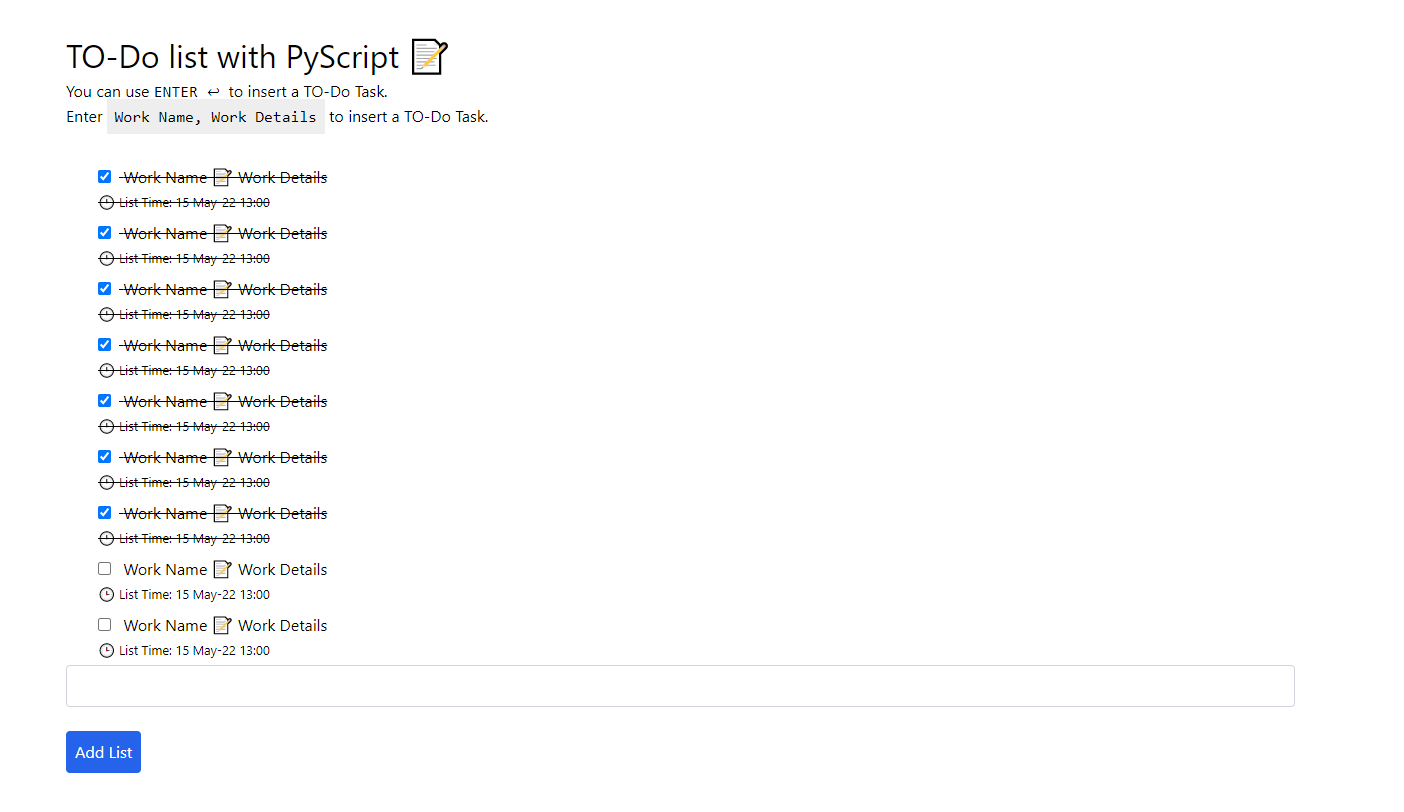 TO-Do list with PyScript 📝
You can use ENTER ↩ to insert a TO-Do Task.
Enter Work Name, Work Details to insert a TO-Do Task.
Work Name 📝 Work Details
List Time: 15 May-22 13:00
Work Name 📝 Work Details
List Time: 15 May-22 13:00
Work Name 📝 Work Details
List Time: 15 May-22 13:00
Work Name 📝 Work Details
List Time: 15 May-22 13:00
Work Name 📝 Work Details
List Time: 15 May-22 13:00
Work Name 📝 Work Details
List Time: 15 May-22 13:00
Work Name 📝 Work Details
List Time: 15 May-22 13:00
Work Name 📝 Work Details
List Time: 15 May-22 13:00
Work Name 📝 Work Details
List Time: 15 May-22 13:00
Add List